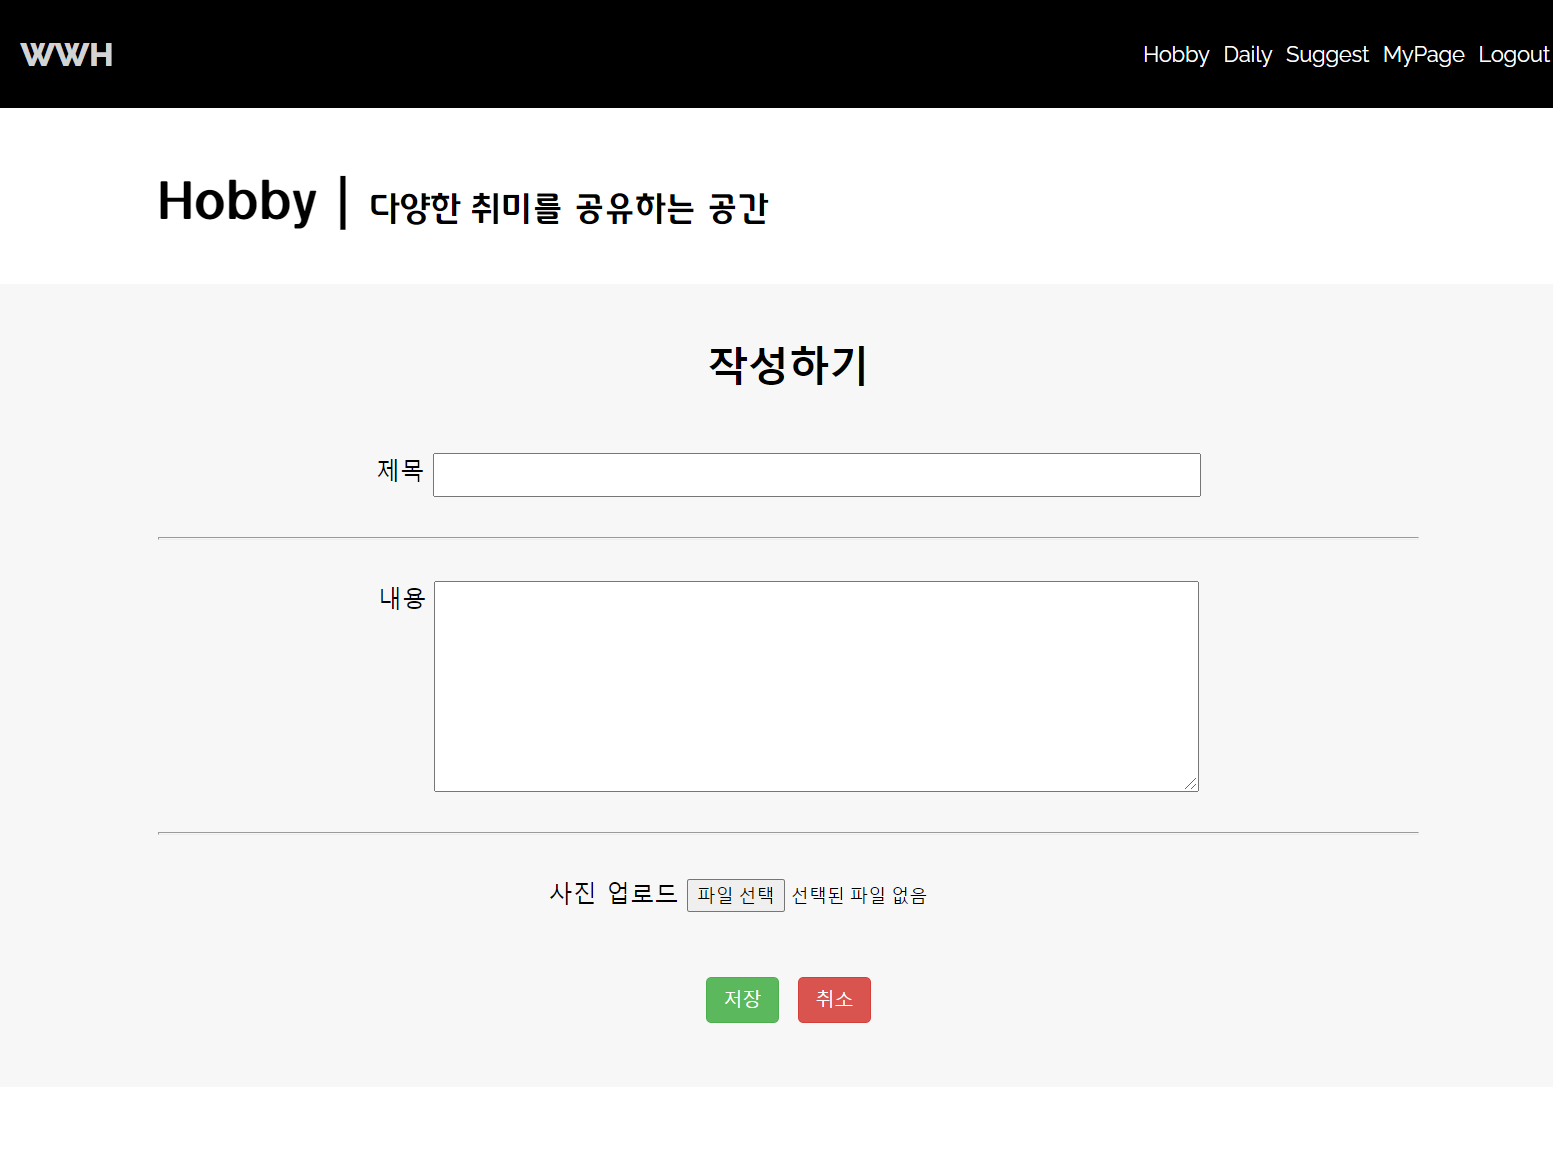 WWH
Hobby Daily Suggest MyPage Logout
Hobby | 다양한 취미를 공유하는 공간
작성하기
제목
내용
사진 업로드 파일 선택 선택된 파일 없음
저장 취소